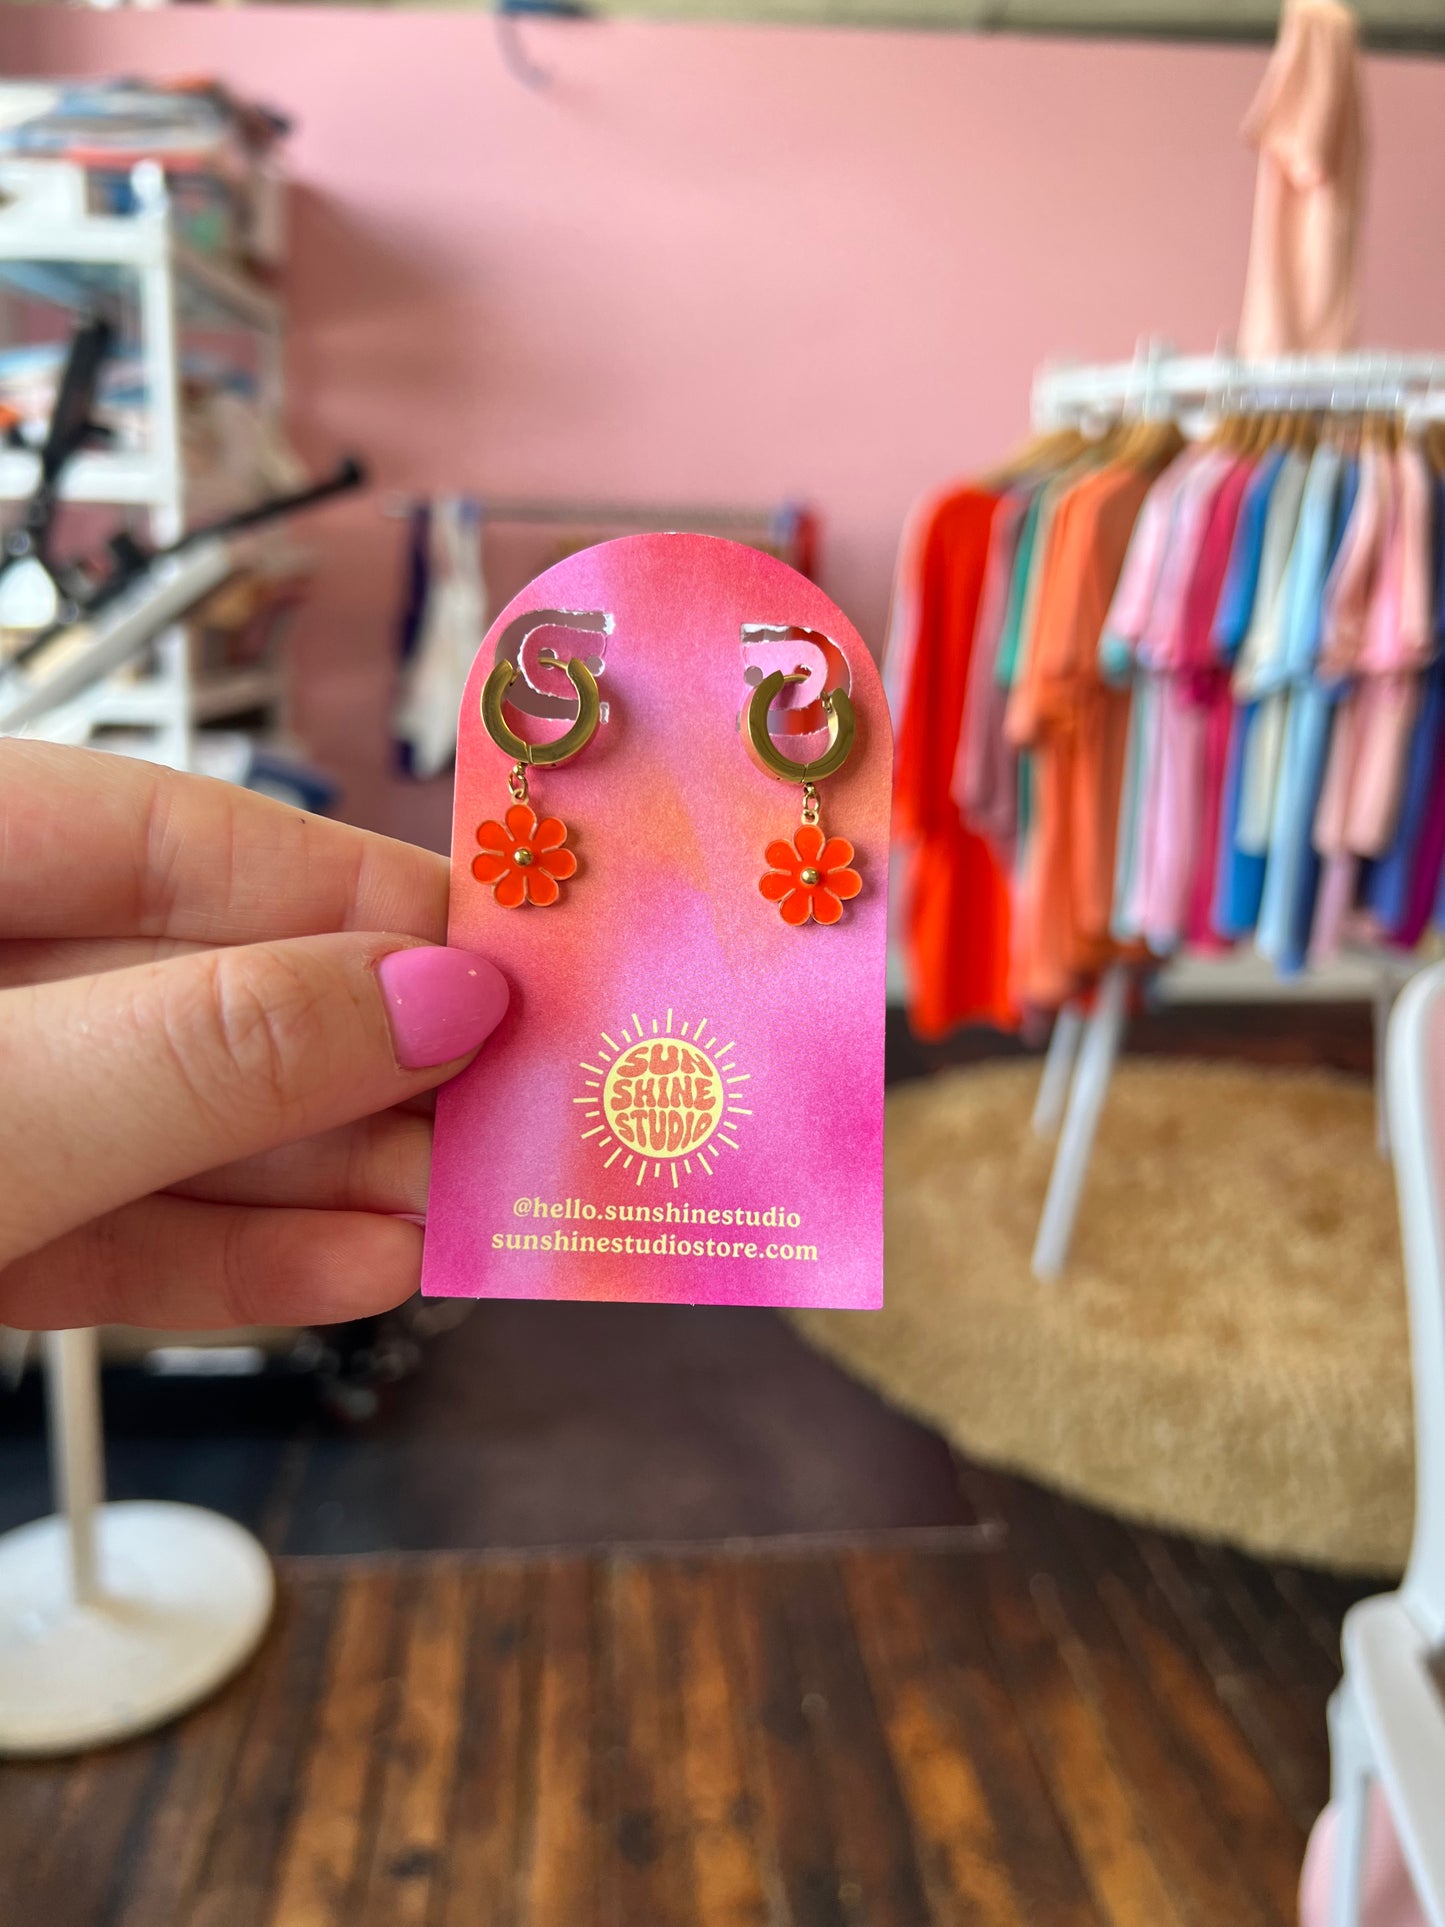 SUN
SHINE
STUDIO
@hello.sunshinestudio
sunshinestudiostore.com